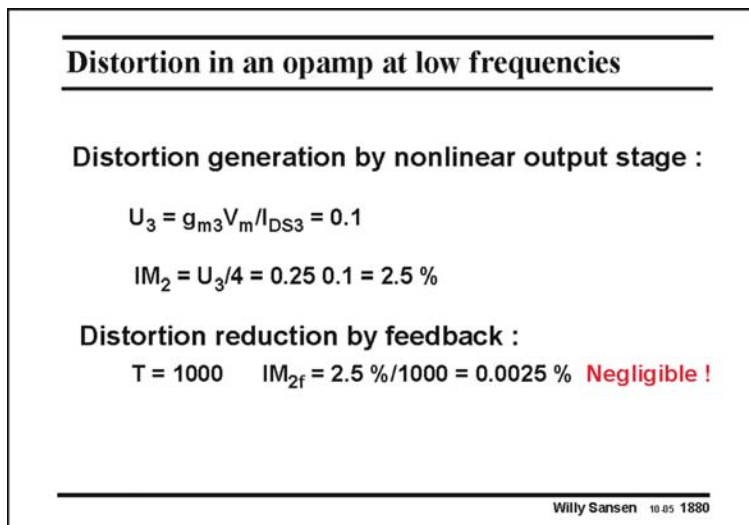 Distortion in an opamp at low frequencies
Distortion generation by nonlinear output stage :
U₃ = gₘ₃Vₘ/I_DS3 = 0.1
IM₂ = U₃/4 = 0.25 0.1 = 2.5 %
Distortion reduction by feedback :
T = 1000 IM₂f = 2.5 %/1000 = 0.0025 % Negligible !
Willy Sansen 10-05 1880